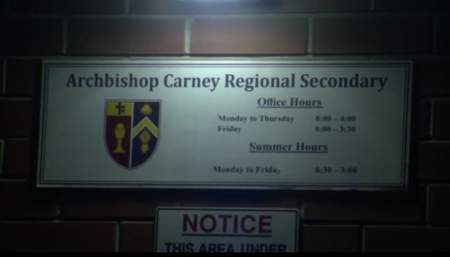 Archbishop Carney Regional Secondary
Office Hours
Monday to Thursday 8:00 – 4:00
Friday 8:00 – 3:30
Summer Hours
Monday to Friday 8:30 – 3:00
NOTICE
THIS AREA UNDER